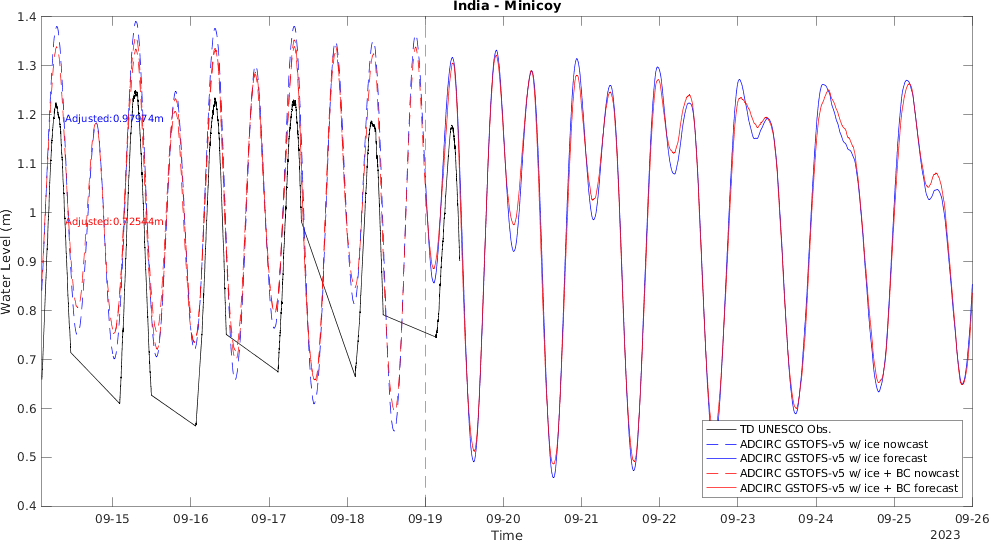 India - Minicoy
Water Level (m)
1.4
1.3
1.2
1.1
1
0.9
0.8
0.7
0.6
0.5
0.4
Adjusted:0.97974m
Adjusted:0.72544m
TD UNESCO Obs.
ADCIRC GSTOFS-v5 w/ ice nowcast
ADCIRC GSTOFS-v5 w/ ice forecast
ADCIRC GSTOFS-v5 w/ ice + BC nowcast
ADCIRC GSTOFS-v5 w/ ice + BC forecast
09-15 09-16 09-17 09-18 09-19 09-20 09-21 09-22 09-23 09-24 09-25 09-26
Time
2023